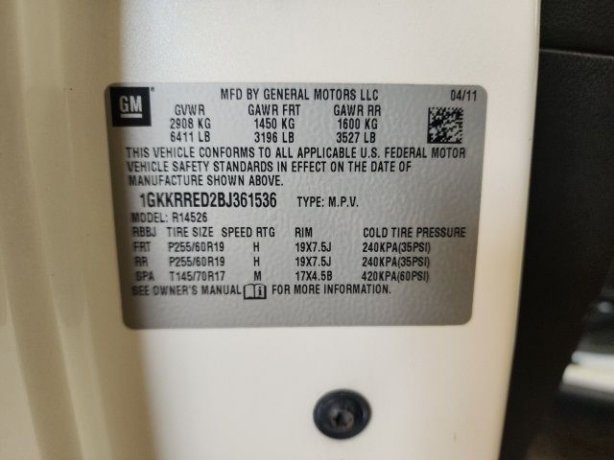 GM
MFD BY GENERAL MOTORS LLC 04/11
GVWR GAWR FRT GAWR RR
2908 KG 1450 KG 1600 KG
6411 LB 3196 LB 3527 LB
THIS VEHICLE CONFORMS TO ALL APPLICABLE U.S. FEDERAL MOTOR
VEHICLE SAFETY STANDARDS IN EFFECT ON THE DATE OF
MANUFACTURE SHOWN ABOVE.
1GKKRRED2BJ361536 TYPE: M.P.V.
MODEL: R14526
RBBJ TIRE SIZE SPEED RTG RIM COLD TIRE PRESSURE
FRT P255/60R19 H 19X7.5J 240KPA(35PSI)
RR P255/60R19 H 19X7.5J 240KPA(35PSI)
SPA T145/70R17 M 17X4.5B 420KPA(60PSI)
SEE OWNER'S MANUAL i FOR MORE INFORMATION.